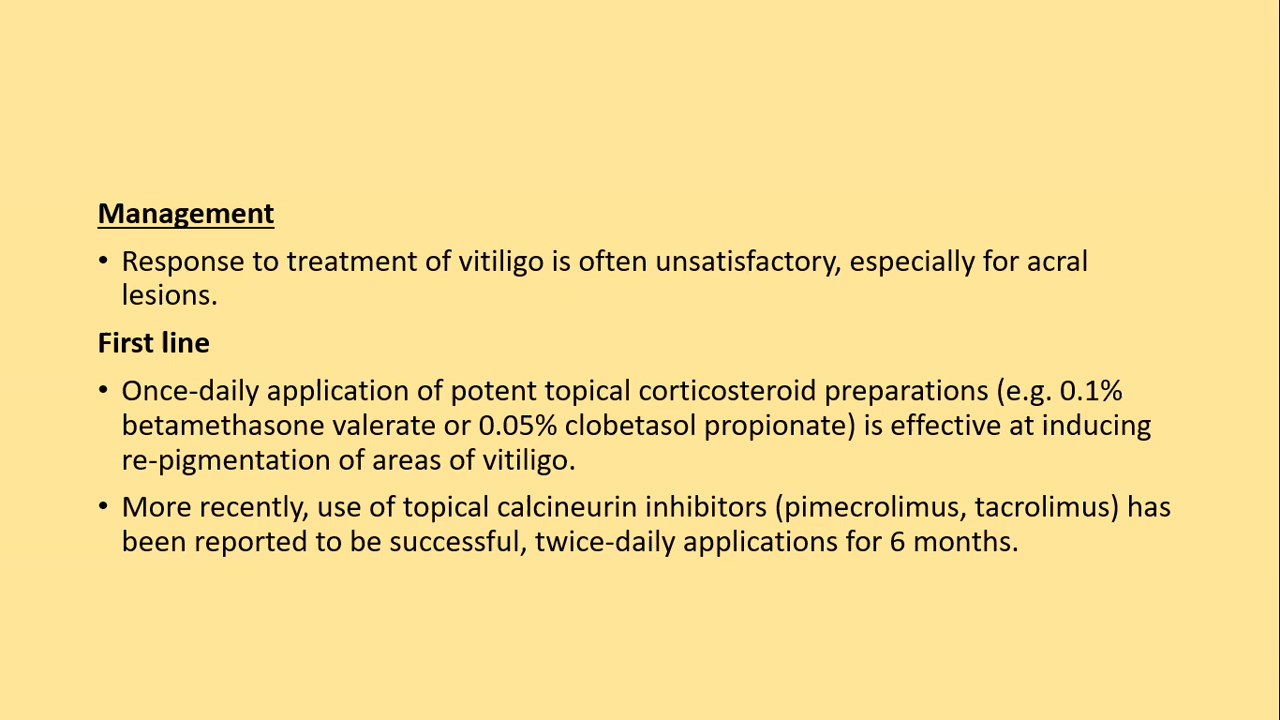 Management
• Response to treatment of vitiligo is often unsatisfactory, especially for acral
lesions.
First line
• Once-daily application of potent topical corticosteroid preparations (e.g. 0.1%
betamethasone valerate or 0.05% clobetasol propionate) is effective at inducing
re-pigmentation of areas of vitiligo.
• More recently, use of topical calcineurin inhibitors (pimecrolimus, tacrolimus) has
been reported to be successful, twice-daily applications for 6 months.